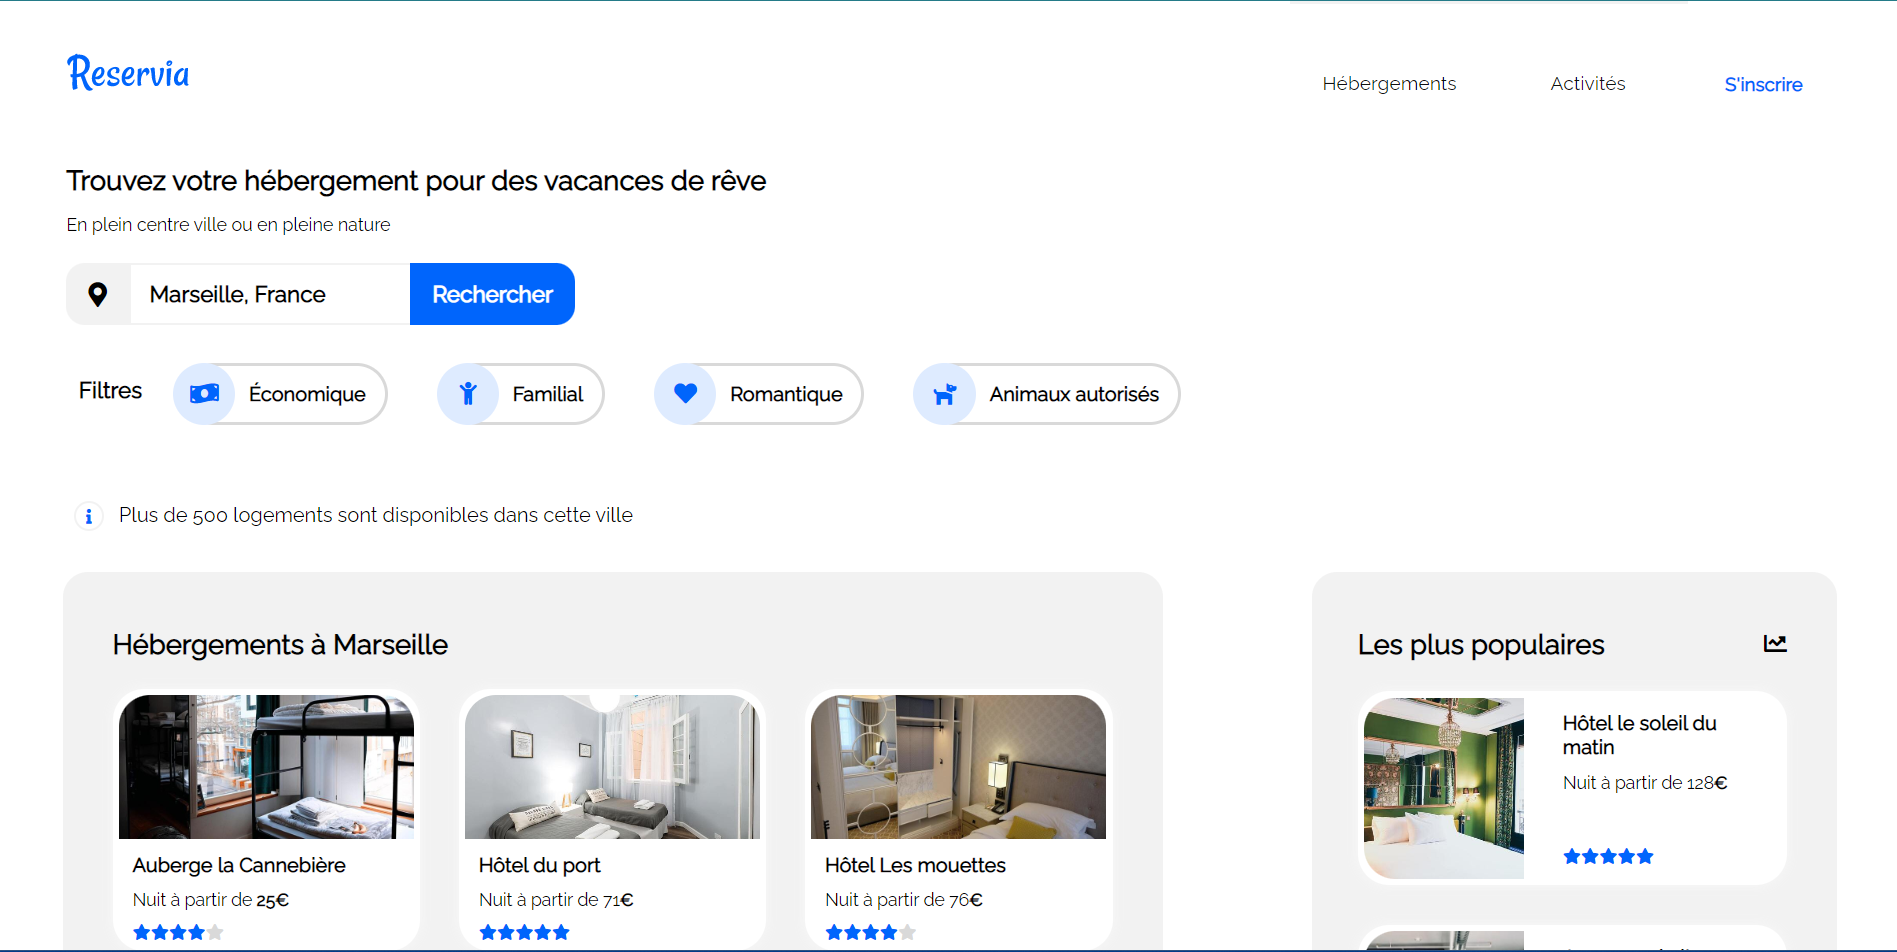 Reservia
Hébergements
Activités
S'inscrire
Trouvez votre hébergement pour des vacances de rêve
En plein centre ville ou en pleine nature
Marseille, France
Rechercher
Filtres
Économique
Familial
Romantique
Animaux autorisés
Plus de 500 logements sont disponibles dans cette ville
Hébergements à Marseille
Auberge la Cannebière
Nuit à partir de 25€
Hôtel du port
Nuit à partir de 71€
Hôtel Les mouettes
Nuit à partir de 76€
Les plus populaires
Hôtel le soleil du
matin
Nuit à partir de 128€